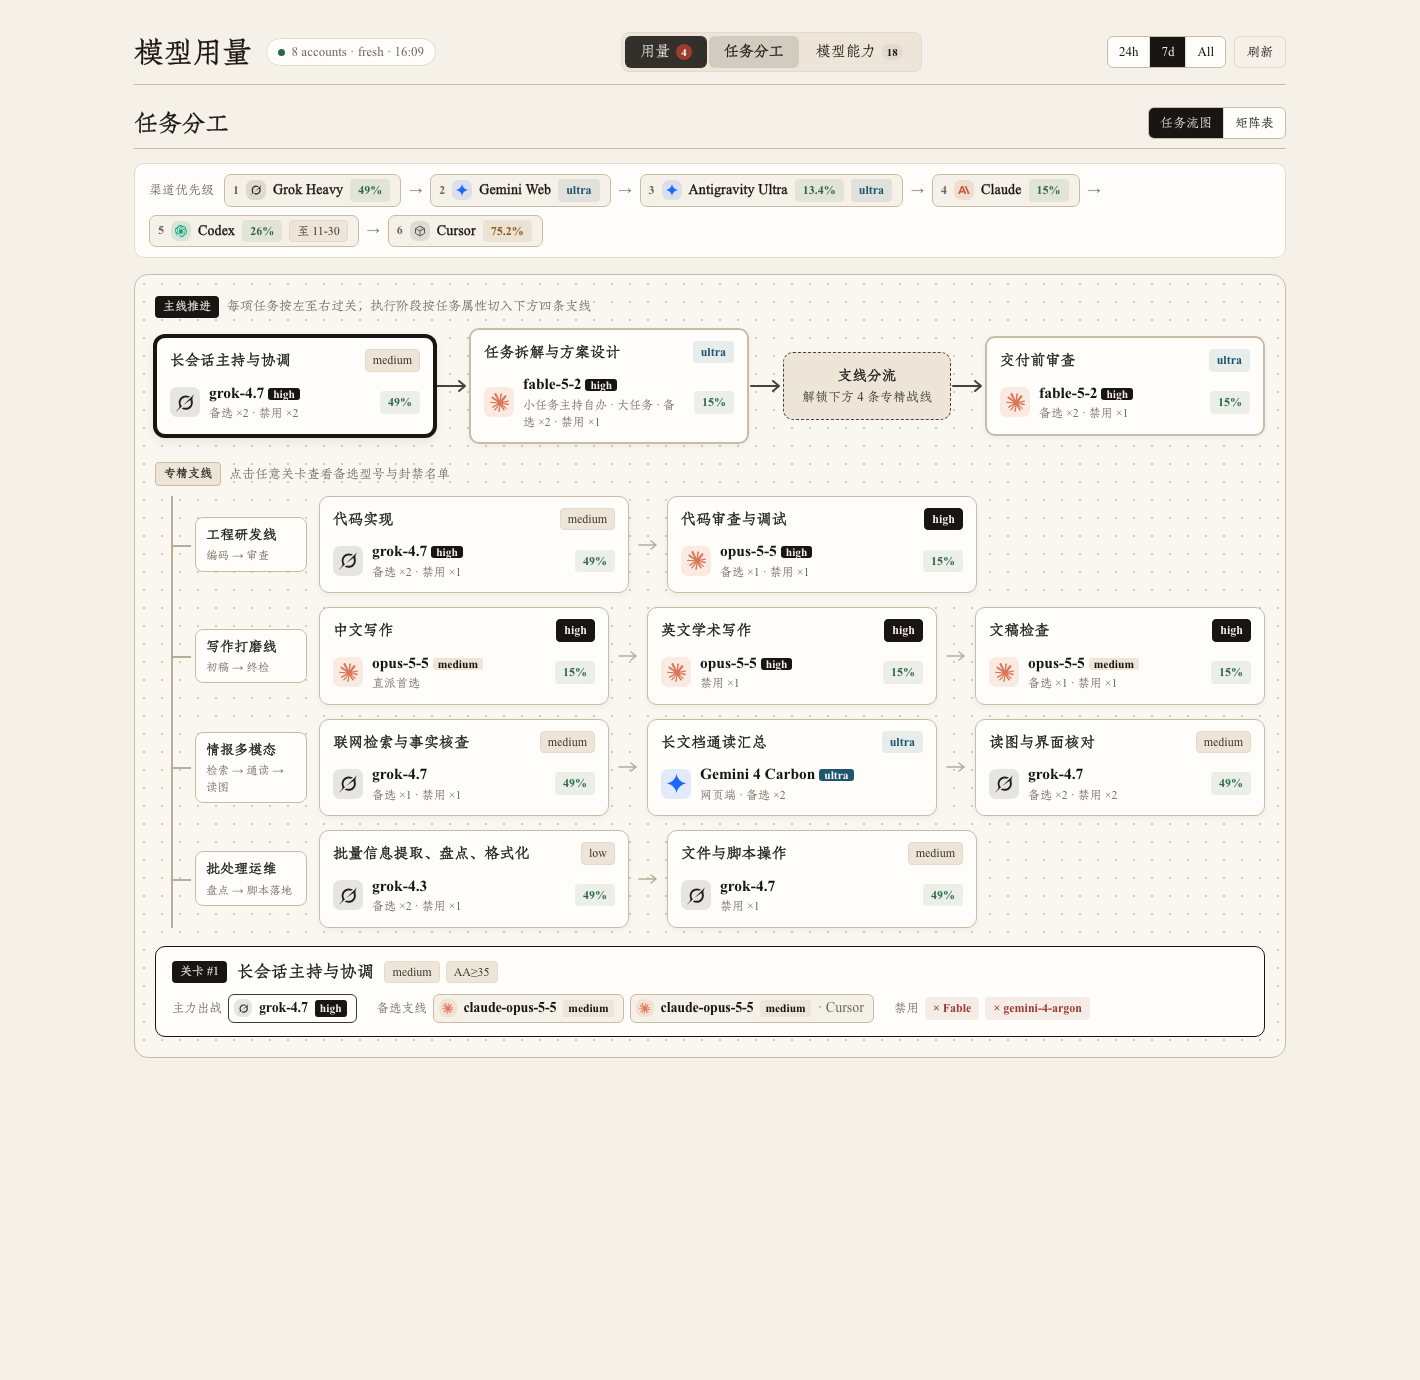 模型用量 8 accounts · fresh · 16:09 用量 4 任务分工 模型能力 18 24h 7d All 刷新
任务分工 任务流图 矩阵表
渠道优先级 1 Grok Heavy 49% → 2 Gemini Web ultra → 3 Antigravity Ultra 13.4% ultra → 4 Claude 15% →
5 Codex 26% 至 11-30 → 6 Cursor 75.2%
主线推进 每项任务按左至右过关，执行阶段按任务属性切入下方四条支线
长会话主持与协调 medium
grok-4.7 high 49%
备选 ×2 · 禁用 ×2
任务拆解与方案设计 ultra
fable-5-2 high 15%
小任务主持自办 · 大任务 · 备
选 ×2 · 禁用 ×1
支线分流
解锁下方 4 条专精战线
交付前审查 ultra
fable-5-2 high 15%
备选 ×2 · 禁用 ×1
专精支线 点击任意关卡查看备选型号与封禁名单
工程研发线
编码 → 审查
代码实现 medium
grok-4.7 high 49%
备选 ×2 · 禁用 ×1
代码审查与调试 high
opus-5-5 high 15%
备选 ×1 · 禁用 ×1
写作打磨线
初稿 → 终检
中文写作 high
opus-5-5 medium 15%
直派首选
英文学术写作 high
opus-5-5 high 15%
禁用 ×1
文稿检查 high
opus-5-5 medium 15%
备选 ×1 · 禁用 ×1
情报多模态
检索 → 通读 →
读图
联网检索与事实核查 medium
grok-4.7 49%
备选 ×1 · 禁用 ×1
长文档通读汇总 ultra
Gemini 4 Carbon ultra
网页端 · 备选 ×2
读图与界面核对 medium
grok-4.7 49%
备选 ×2 · 禁用 ×2
批处理运维
盘点 → 脚本落地
批量信息提取、盘点、格式化 low
grok-4.3 49%
备选 ×2 · 禁用 ×1
文件与脚本操作 medium
grok-4.7 49%
禁用 ×1
关卡 #1 长会话主持与协调 medium AA≥35
主力出战 grok-4.7 high 备选支线 claude-opus-5-5 medium claude-opus-5-5 medium · Cursor 禁用 × Fable × gemini-4-argon